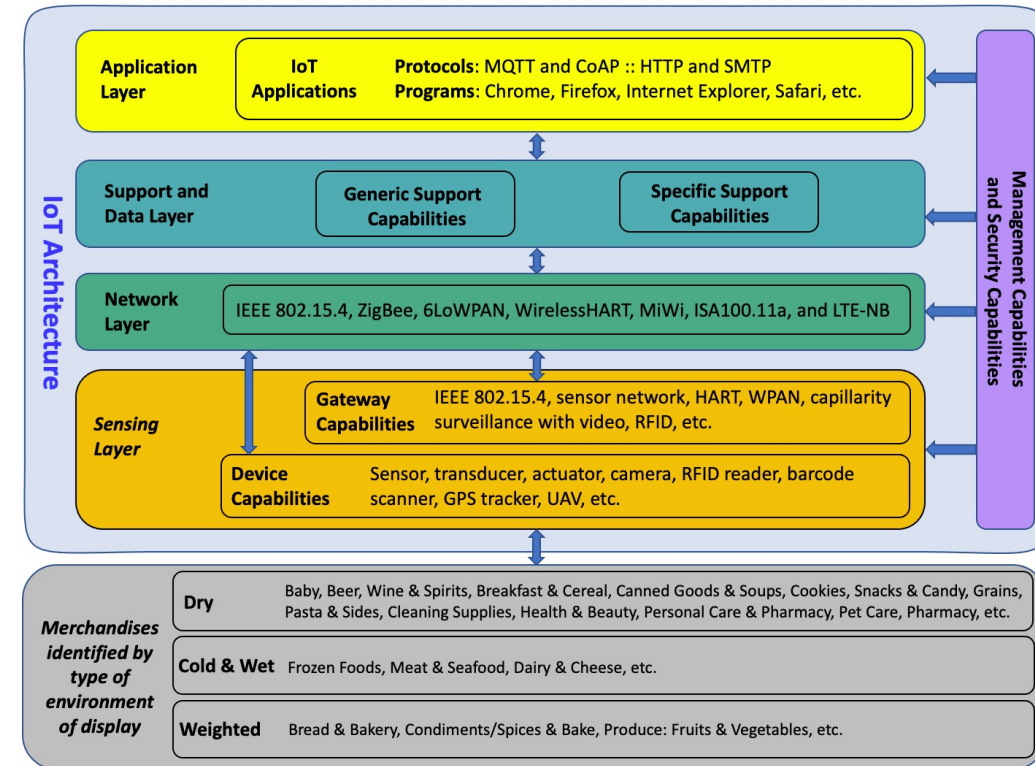 IoT Architecture
Application
Layer
IoT
Applications
Protocols: MQTT and CoAP :: HTTP and SMTP
Programs: Chrome, Firefox, Internet Explorer, Safari, etc.
Support and
Data Layer
Generic Support
Capabilities
Specific Support
Capabilities
Network
Layer
IEEE 802.15.4, ZigBee, 6LoWPAN, WirelessHART, MiWi, ISA100.11a, and LTE-NB
Sensing
Layer
Gateway
Capabilities
IEEE 802.15.4, sensor network, HART, WPAN, capillarity
surveillance with video, RFID, etc.
Device
Capabilities
Sensor, transducer, actuator, camera, RFID reader, barcode
scanner, GPS tracker, UAV, etc.
Management Capabilities
and Security Capabilities
Merchandises
identified by
type of
environment
of display
Dry
Baby, Beer, Wine & Spirits, Breakfast & Cereal, Canned Goods & Soups, Cookies, Snacks & Candy, Grains,
Pasta & Sides, Cleaning Supplies, Health & Beauty, Personal Care & Pharmacy, Pet Care, Pharmacy, etc.
Cold & Wet
Frozen Foods, Meat & Seafood, Dairy & Cheese, etc.
Weighted
Bread & Bakery, Condiments/Spices & Bake, Produce: Fruits & Vegetables, etc.